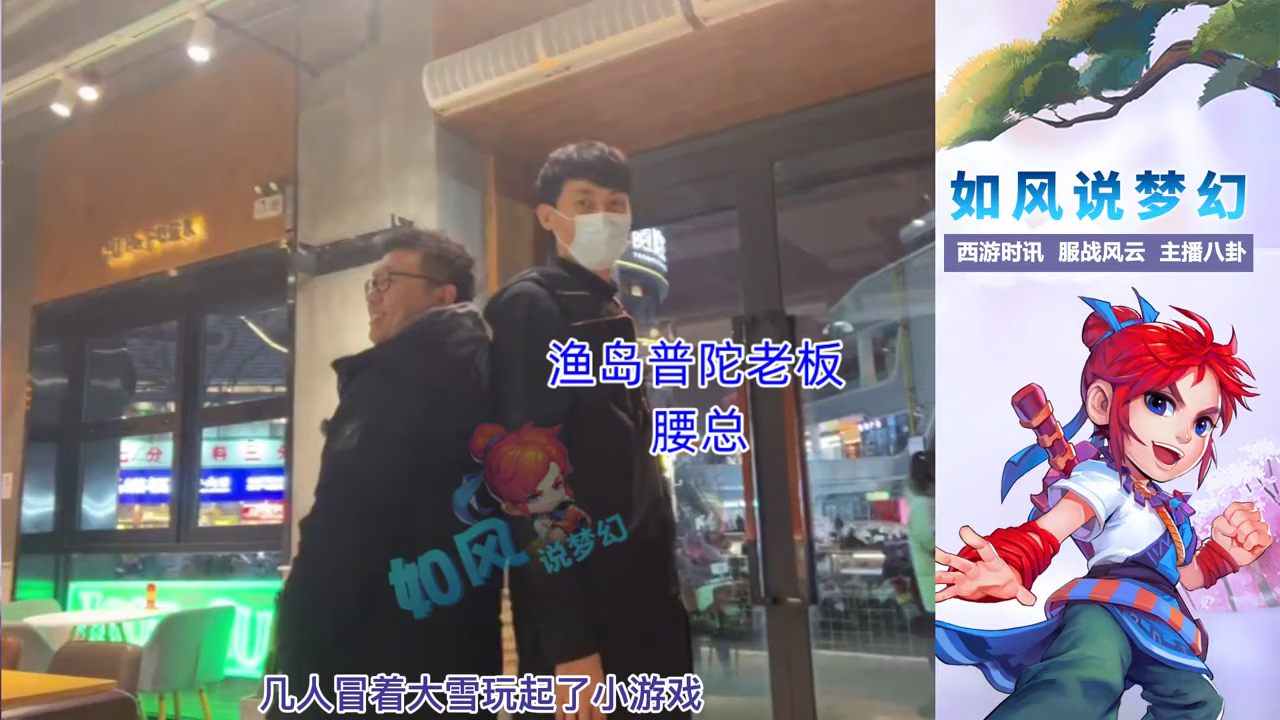 如风说梦幻
西游时讯 服战风云 主播八卦
渔岛普陀老板
腰总
如风说梦幻
几人冒着大雪玩起了小游戏